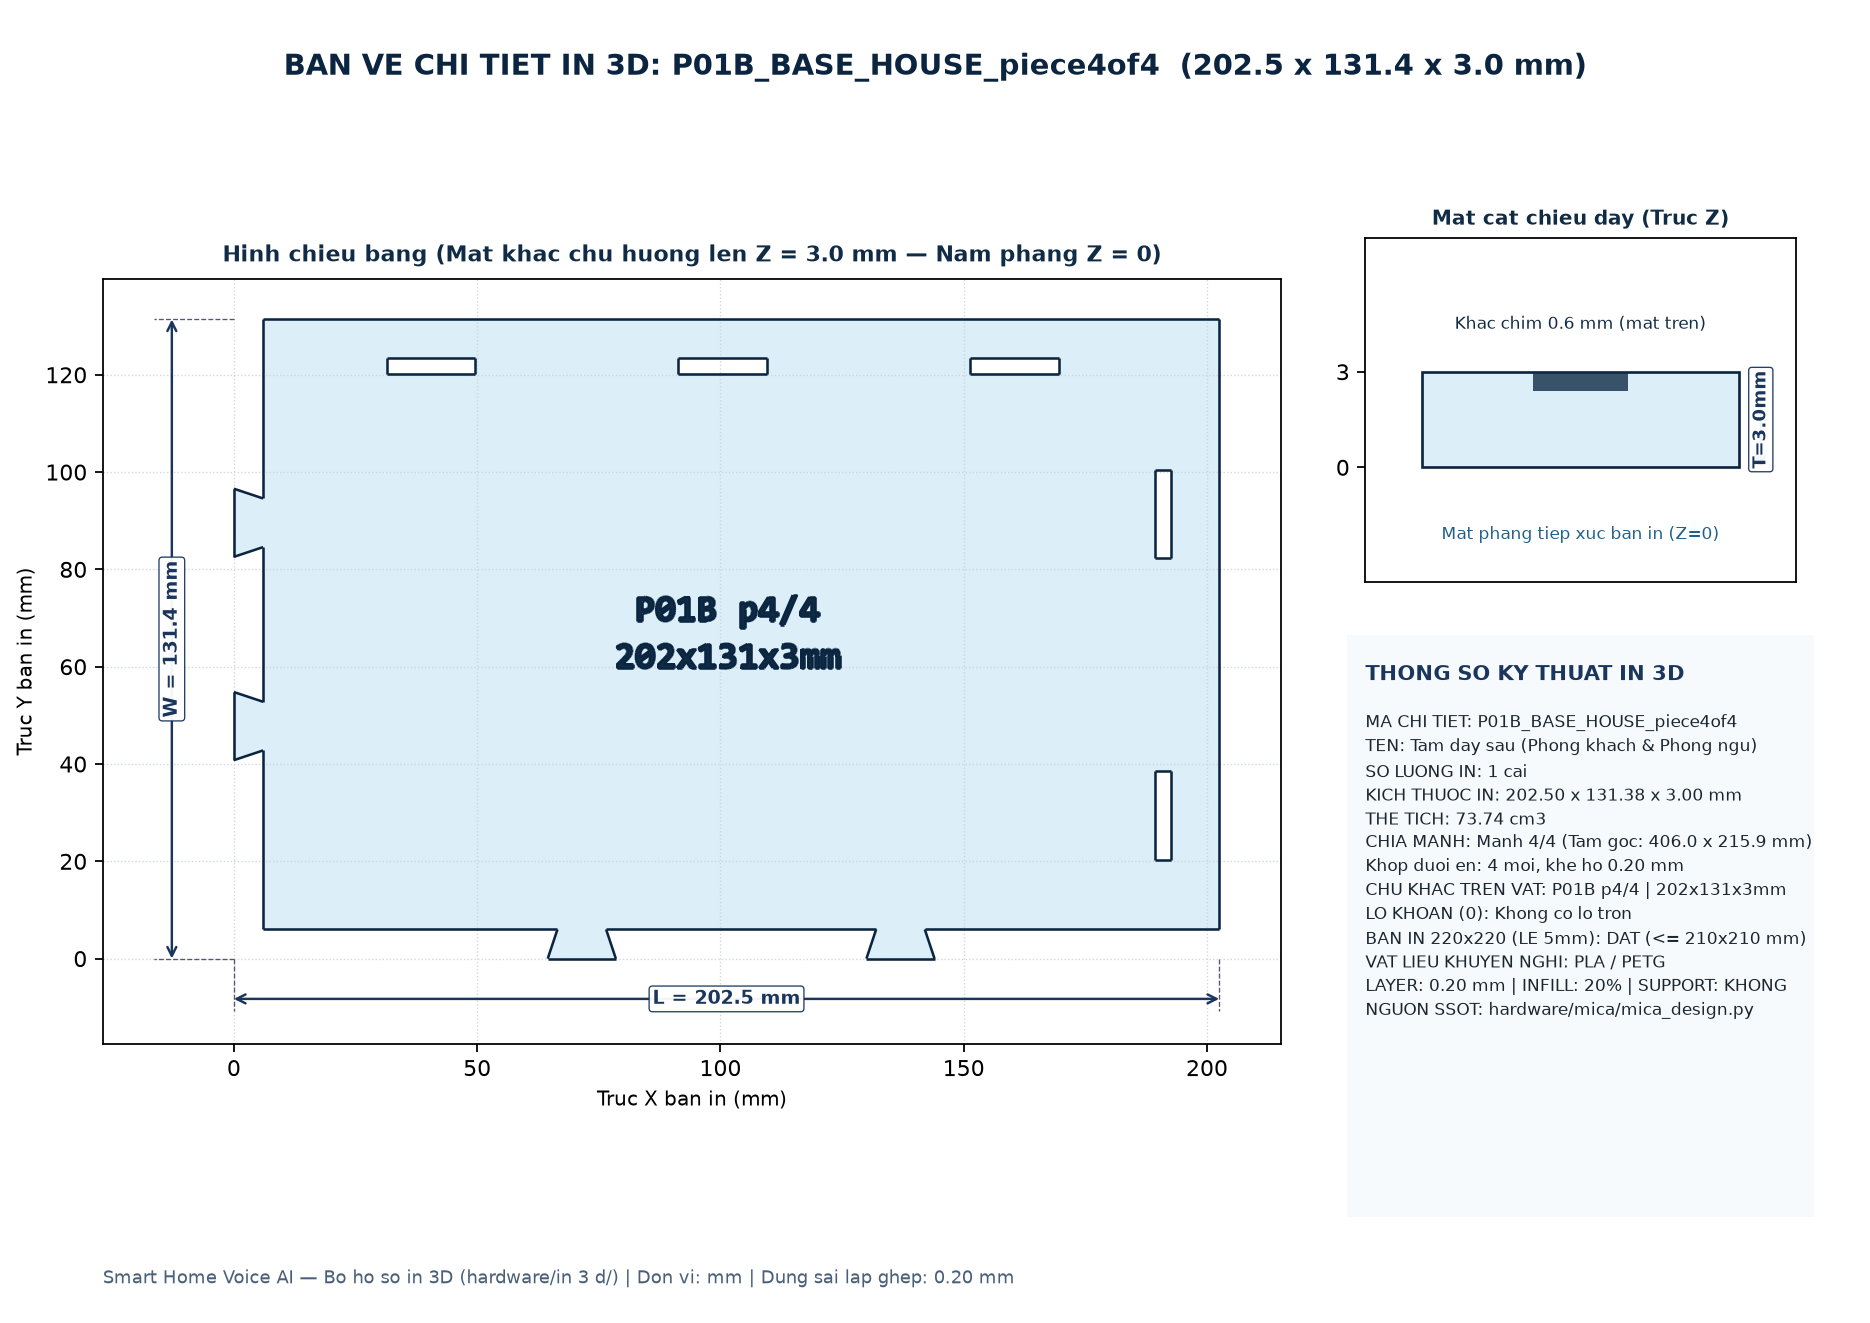 BAN VE CHI TIET IN 3D: P01B_BASE_HOUSE_piece4of4 (202.5 x 131.4 x 3.0 mm)
Hinh chieu bang (Mat khac chu huong len Z = 3.0 mm — Nam phang Z = 0)
120
100
80
60
40
20
0
Truc Y ban in (mm)
W = 131.4 mm
P01B p4/4
202x131x3mm
L = 202.5 mm
0
50
100
150
200
Truc X ban in (mm)
Mat cat chieu day (Truc Z)
Khac chim 0.6 mm (mat tren)
3
0
T=3.0mm
Mat phang tiep xuc ban in (Z=0)
THONG SO KY THUAT IN 3D
MA CHI TIET: P01B_BASE_HOUSE_piece4of4
TEN: Tam day sau (Phong khach & Phong ngu)
SO LUONG IN: 1 cai
KICH THUOC IN: 202.50 x 131.38 x 3.00 mm
THE TICH: 73.74 cm3
CHIA MANH: Manh 4/4 (Tam goc: 406.0 x 215.9 mm)
Khop duoi en: 4 moi, khe ho 0.20 mm
CHU KHAC TREN VAT: P01B p4/4 | 202x131x3mm
LO KHOAN (0): Khong co lo tron
BAN IN 220x220 (LE 5mm): DAT (<= 210x210 mm)
VAT LIEU KHUYEN NGHI: PLA / PETG
LAYER: 0.20 mm | INFILL: 20% | SUPPORT: KHONG
NGUON SSOT: hardware/mica/mica_design.py
Smart Home Voice AI — Bo ho so in 3D (hardware/in 3 d/) | Don vi: mm | Dung sai lap ghep: 0.20 mm